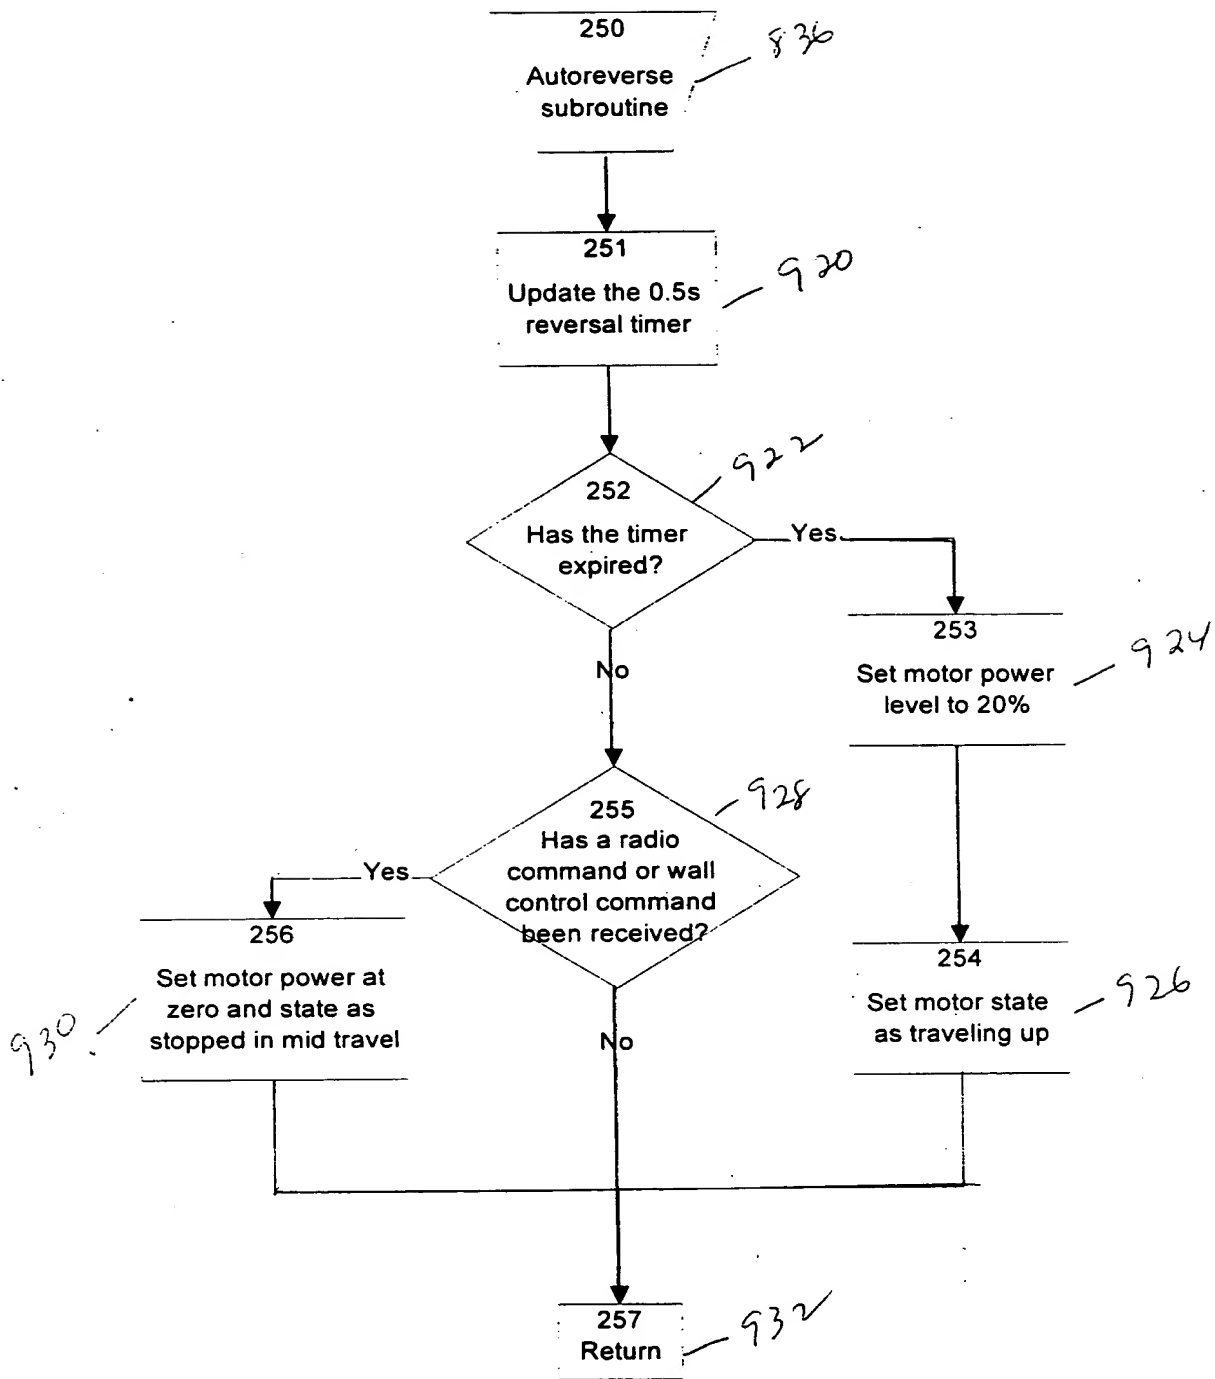 250
836
Autoreverse
subroutine
251
920
Update the 0.5s
reversal timer
252
922
Has the timer
expired?
Yes
No
253
924
Set motor power
level to 20%
255
928
Has a radio
command or wall
control command
been received?
Yes
No
256
Set motor power at
zero and state as
stopped in mid travel
930
254
Set motor state
as traveling up
926
257
Return
932